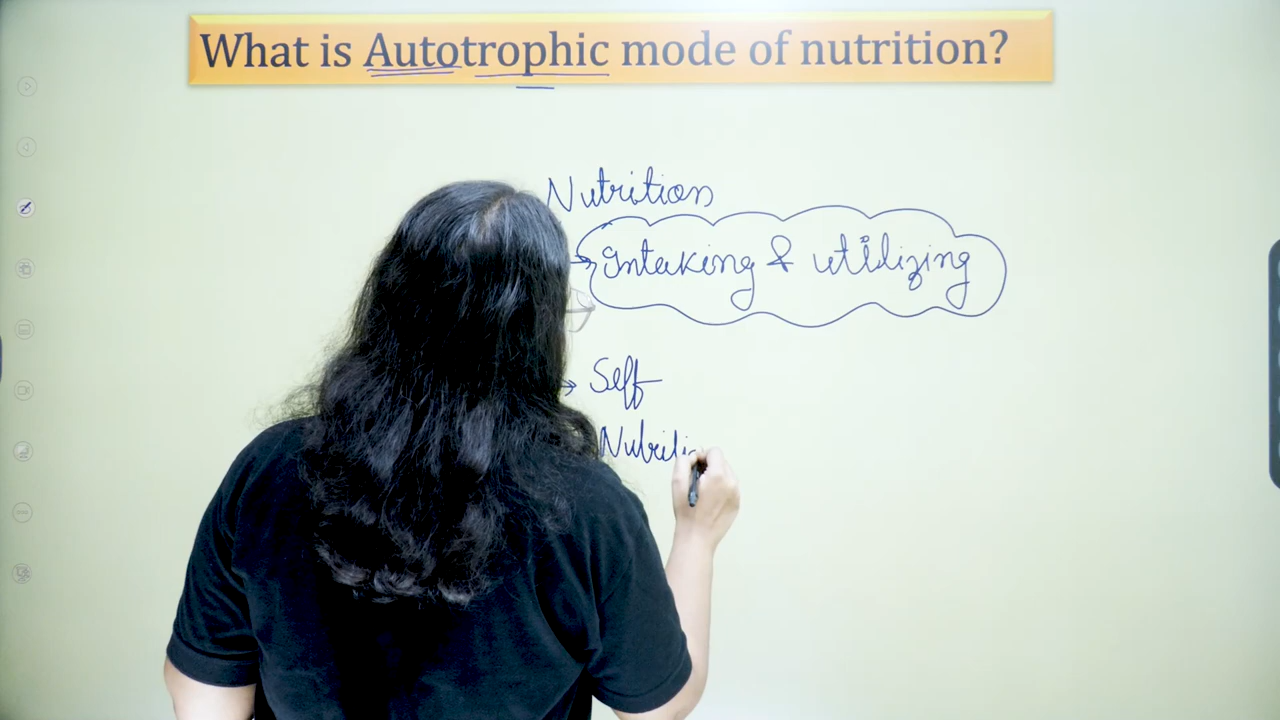 What is Autotrophic mode of nutrition?
Nutrition
→ Intaking & utilizing
→ Self
Nutriti